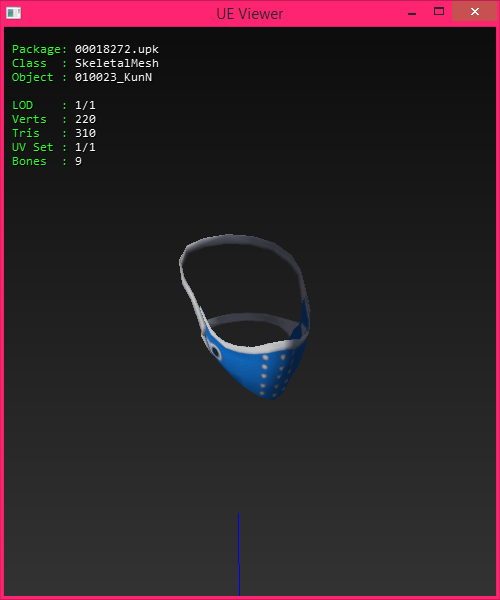 UE Viewer
Package: 00018272.upk
Class : SkeletalMesh
Object : 010023_KunN
LOD : 1/1
Verts : 220
Tris : 310
UV Set : 1/1
Bones : 9